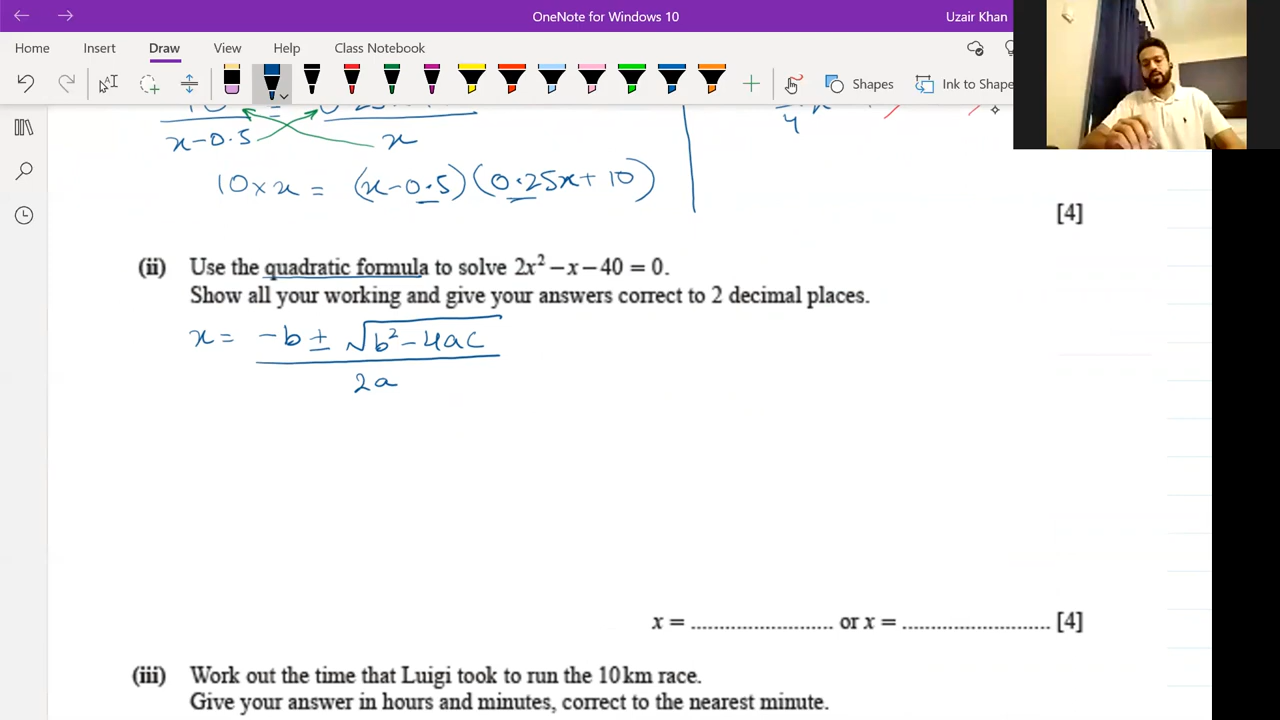 OneNote for Windows 10
Uzair Khan
Home Insert Draw View Help Class Notebook
Shapes Ink to Shape
x-0.5 x
4
10 × x = (x-0.5)(0.25x+10)
[4]
(ii) Use the quadratic formula to solve 2x² – x – 40 = 0.
Show all your working and give your answers correct to 2 decimal places.
x = -b ± √b² - 4ac
2a
x = ........................ or x = ......................... [4]
(iii) Work out the time that Luigi took to run the 10 km race.
Give your answer in hours and minutes, correct to the nearest minute.